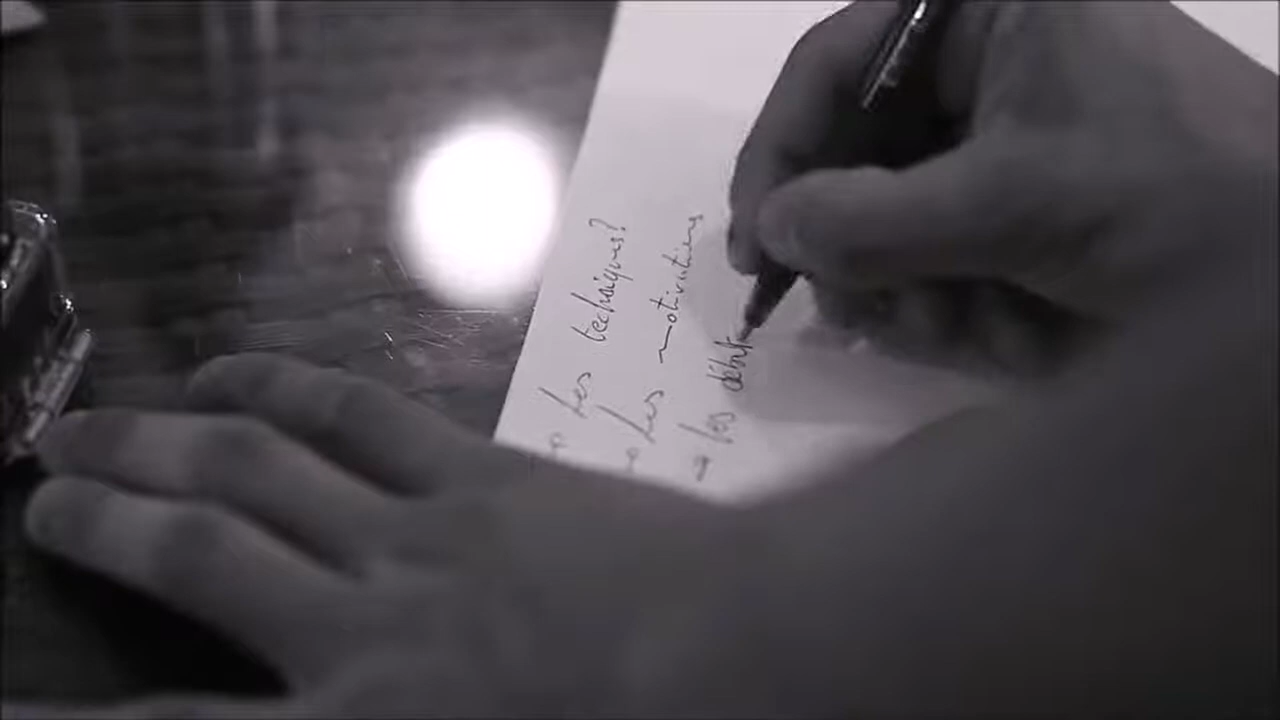 → Les techniques?
→ Les motivations
→ Les début